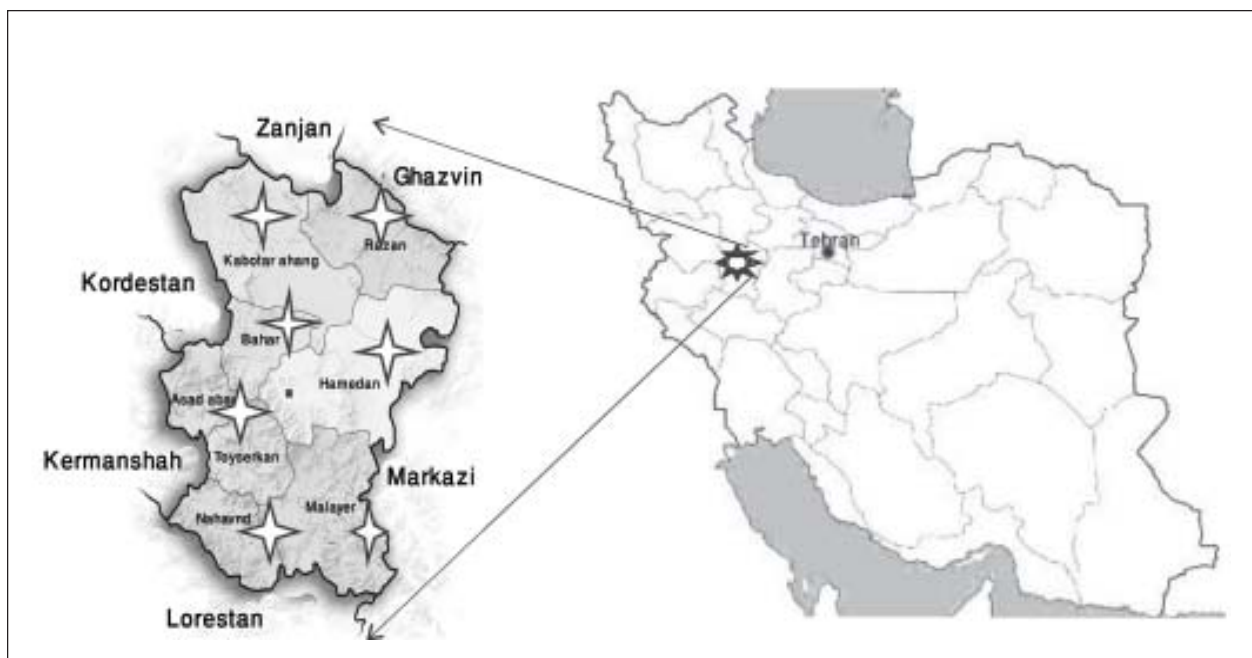 Zanjan
Ghazvin
Razan
Kabotar ahang
Kordestan
Bahar
Hamedan
Asad abad
Toyserkan
Kermanshah
Markazi
Nahavnd
Malayer
Lorestan
Tehran